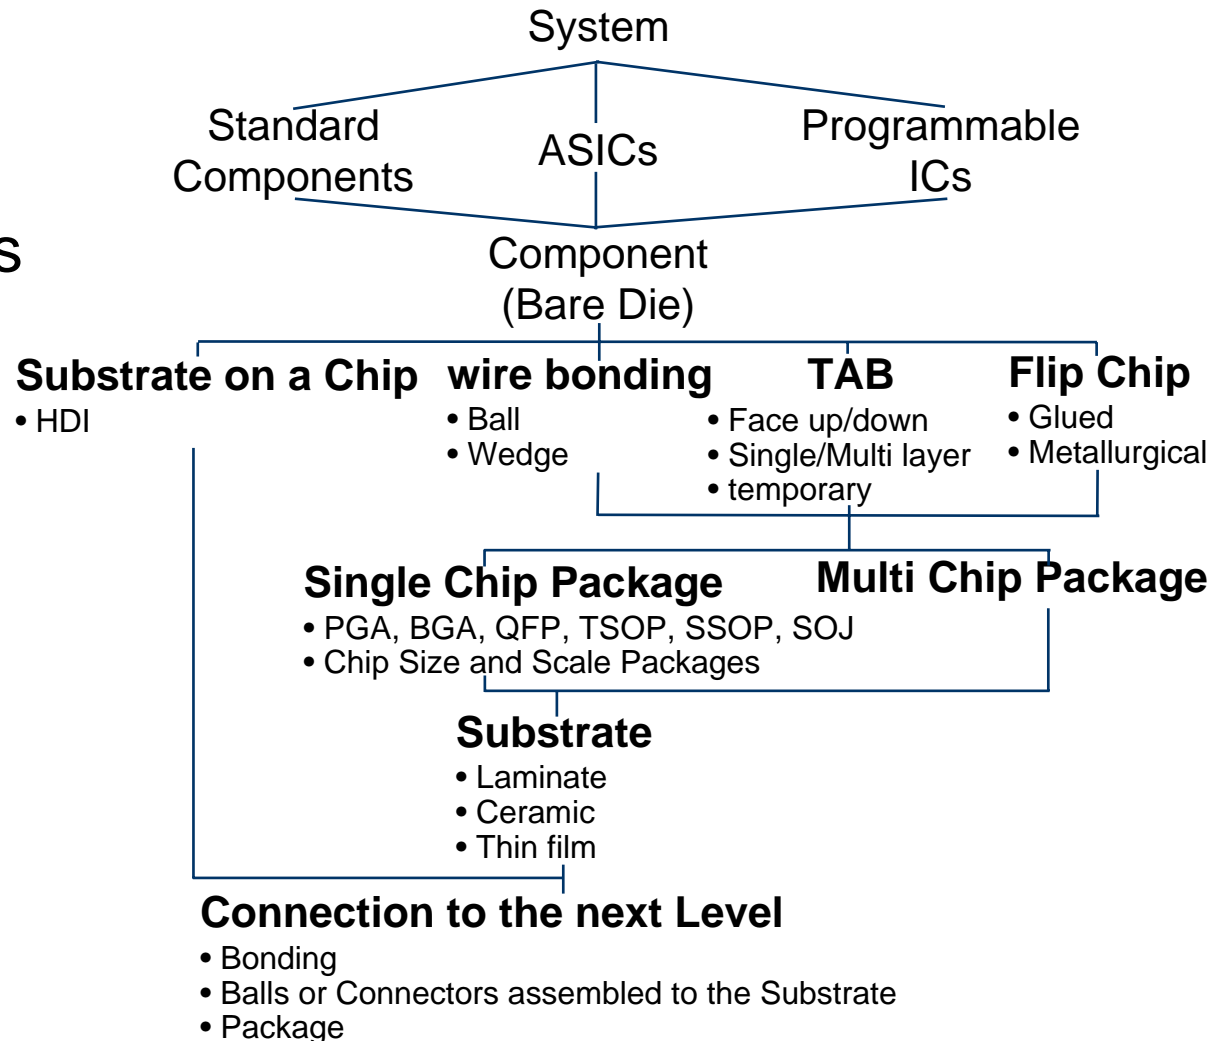 System
Standard
Components
ASICs
Programmable
ICs
s
Component
(Bare Die)
Substrate on a Chip
• HDI
wire bonding
• Ball
• Wedge
TAB
• Face up/down
• Single/Multi layer
• temporary
Flip Chip
• Glued
• Metallurgical
Single Chip Package
• PGA, BGA, QFP, TSOP, SSOP, SOJ
• Chip Size and Scale Packages
Multi Chip Package
Substrate
• Laminate
• Ceramic
• Thin film
Connection to the next Level
• Bonding
• Balls or Connectors assembled to the Substrate
• Package